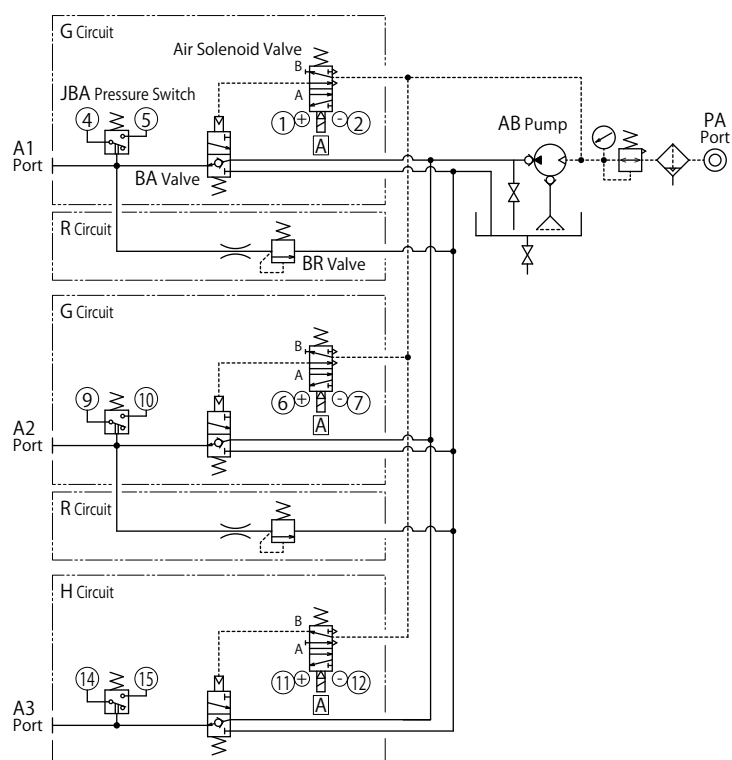 G Circuit
Air Solenoid Valve
B
A
JBA Pressure Switch
4
5
1
+
-
2
A
AB Pump
PA
Port
A1
Port
BA Valve
R Circuit
BR Valve
G Circuit
B
A
9
10
6
+
-
7
A
A2
Port
R Circuit
H Circuit
B
A
14
15
11
+
-
12
A
A3
Port